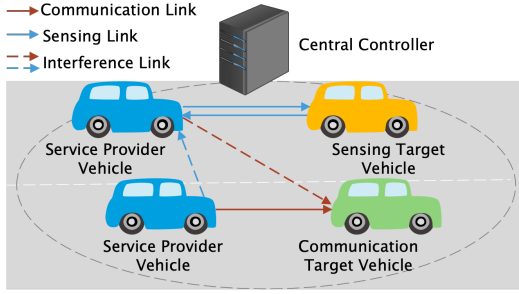 Communication Link
Sensing Link
Interference Link
Central Controller
Service Provider
Vehicle
Sensing Target
Vehicle
Service Provider
Vehicle
Communication
Target Vehicle